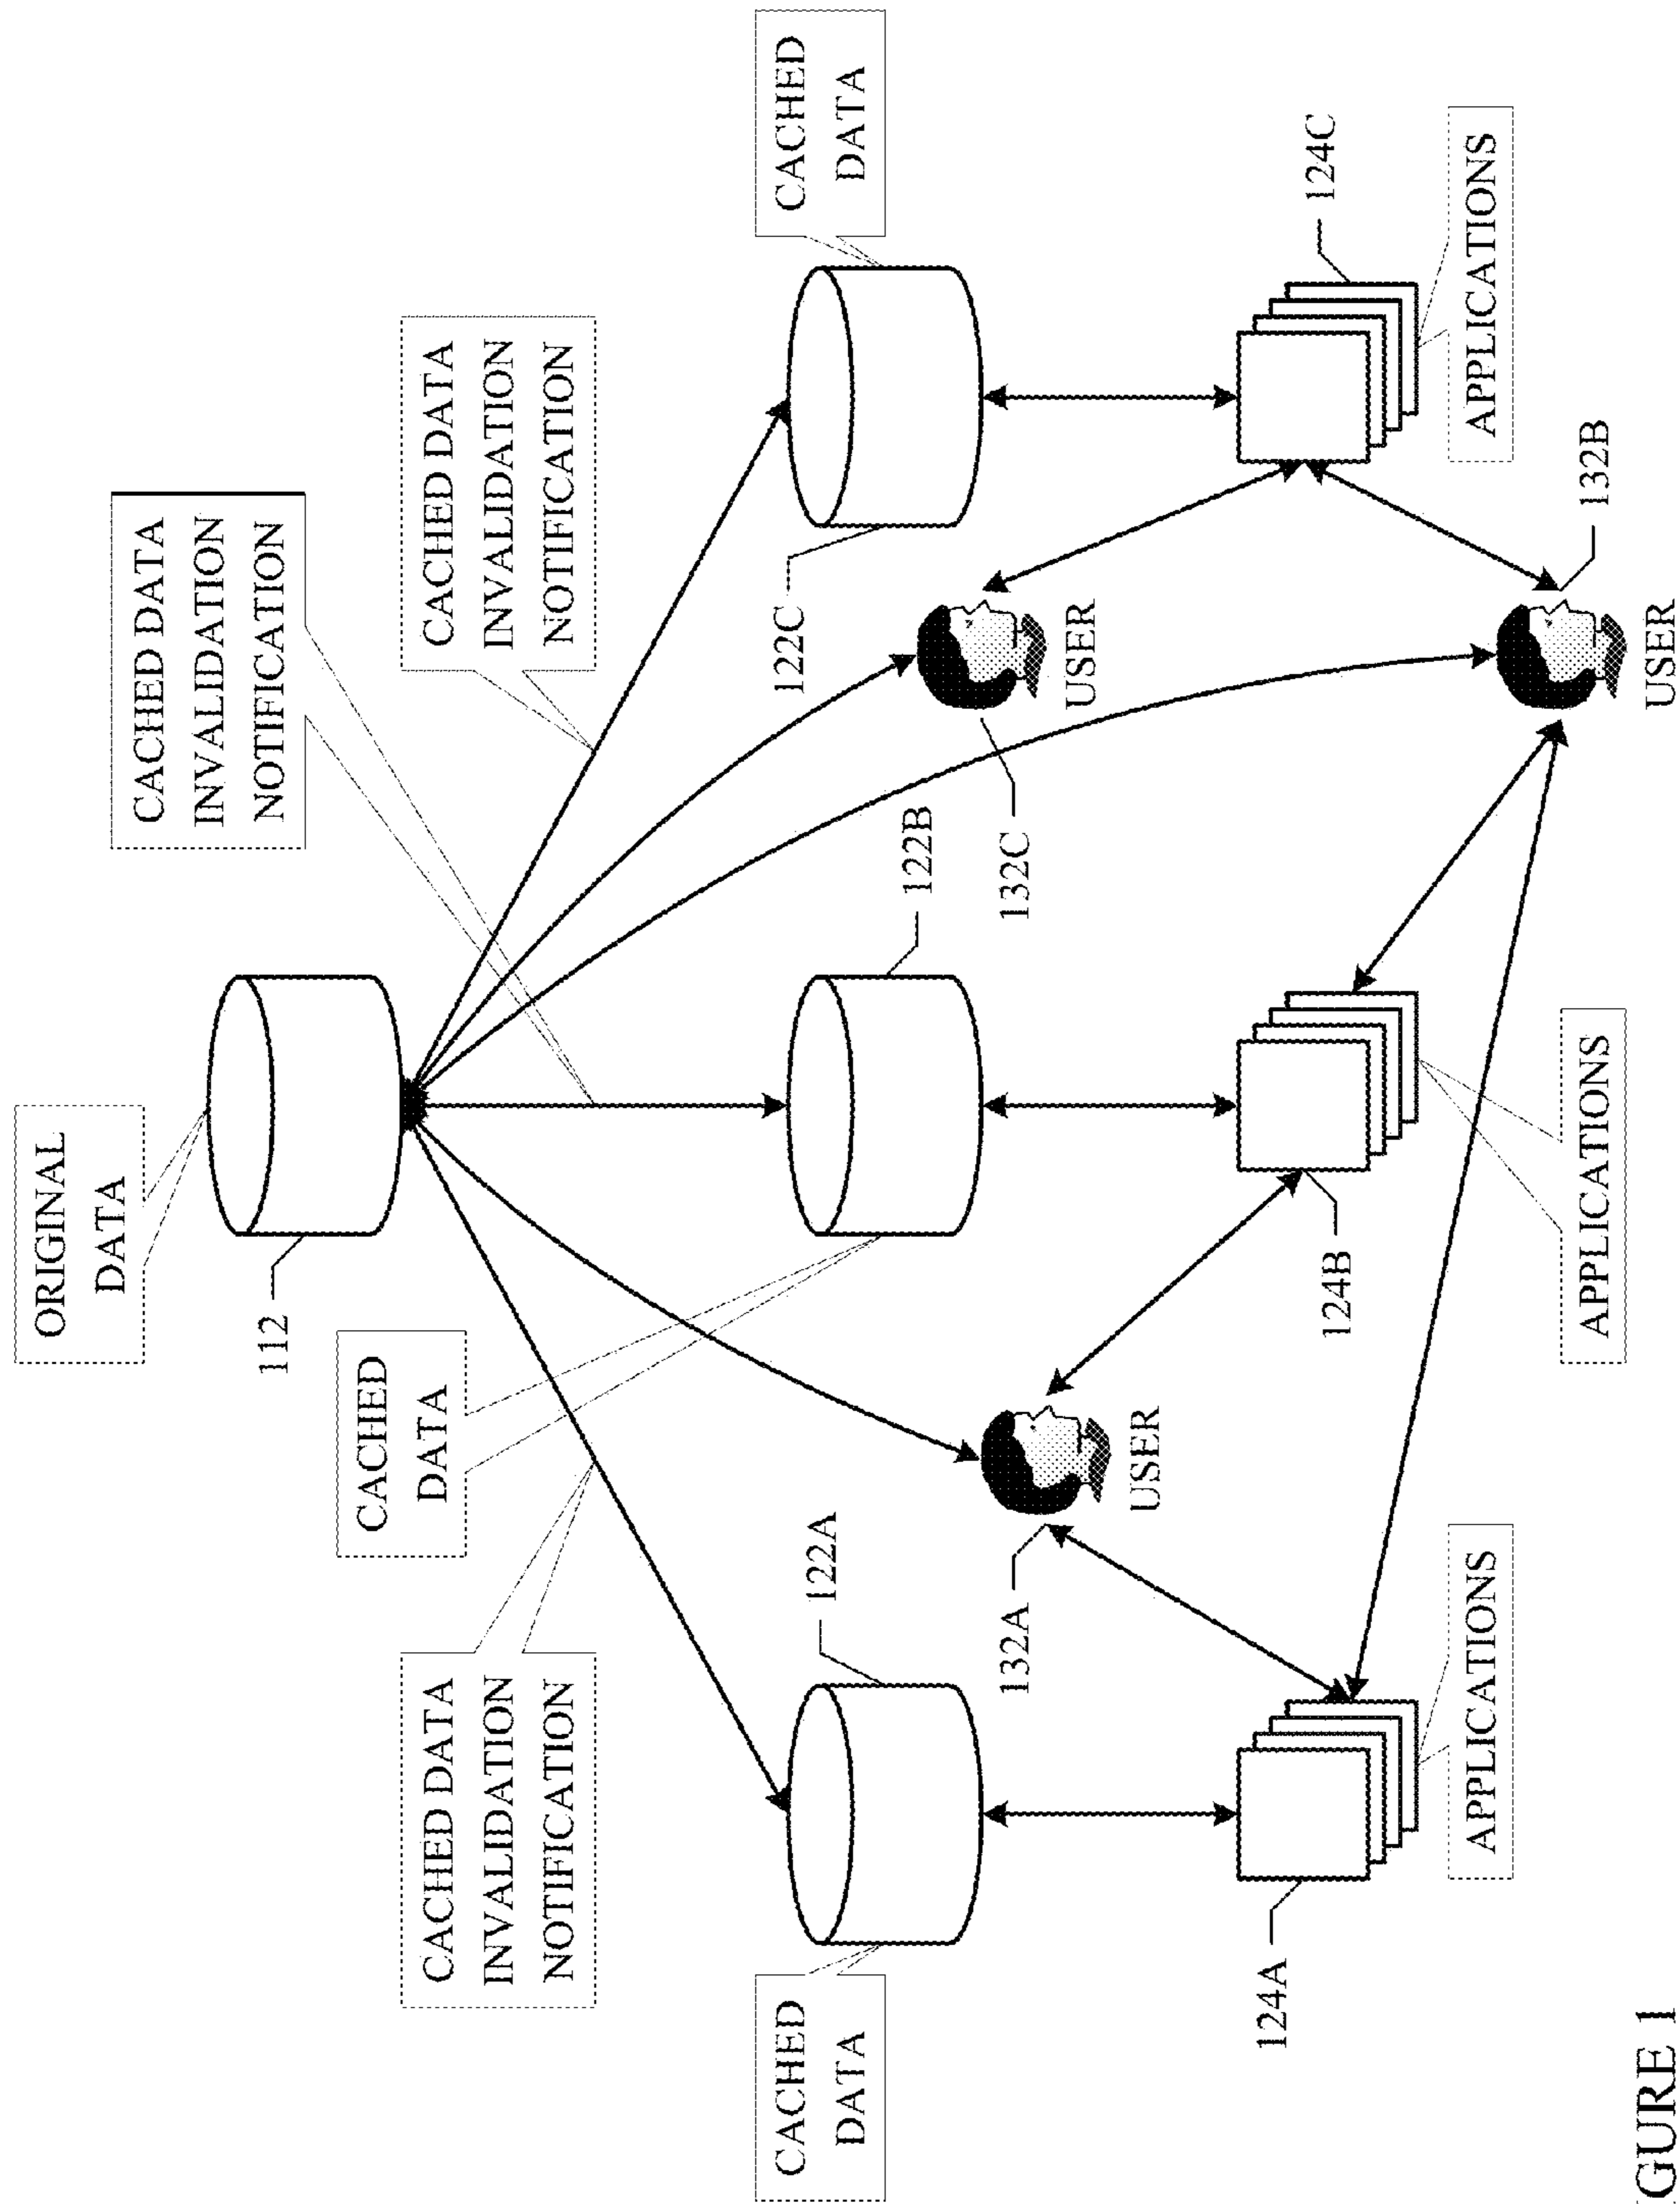 ORIGINAL
DATA
CACHED DATA
INVALIDATION
NOTIFICATION
112
CACHED
DATA
CACHED DATA
INVALIDATION
NOTIFICATION
CACHED DATA
INVALIDATION
NOTIFICATION
CACHED
DATA
122A
122B
122C
CACHED
DATA
132A
USER
132C
USER
124A
124B
124C
APPLICATIONS
APPLICATIONS
APPLICATIONS
132B
USER
GURE 1